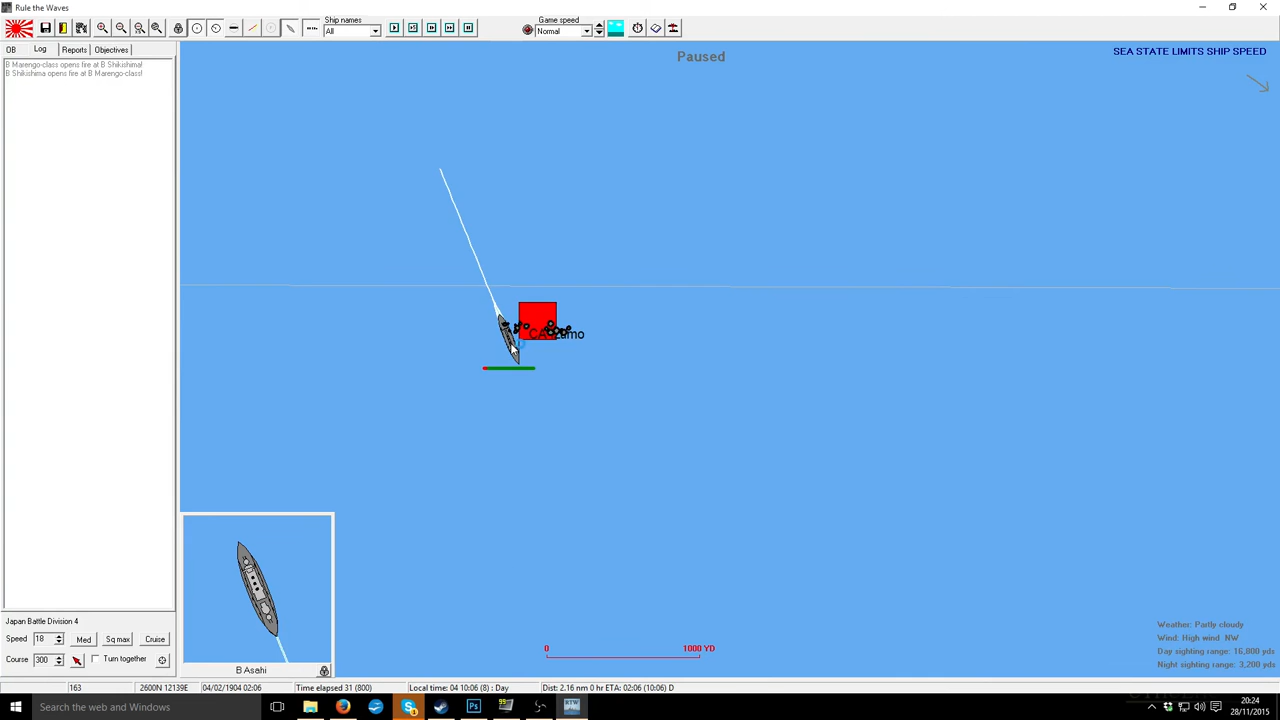 Rule the Waves
Ship names
All
Game speed
Normal
OB
Log
Reports
Objectives
B Marengo-class opens fire at B Shikishima!
B Shikishima opens fire at B Marengo-class!
Paused
SEA STATE LIMITS SHIP SPEED
B Asahi
0
1000 YD
Weather: Partly cloudy
Wind: High wind NW
Day sighting range: 16,800 yds
Night sighting range: 3,200 yds
Japan Battle Division 4
Speed 18 Med Sq max Cruise
Course 300 Turn together
163
2600N 12139E
04/02/1904 02:06
Time elapsed 31 (800)
Local time: 04 10:06 (8) : Day
Dist: 2.16 nm 0 hr ETA: 02:06 (10:06) D
Search the web and Windows
20:24
28/11/2015